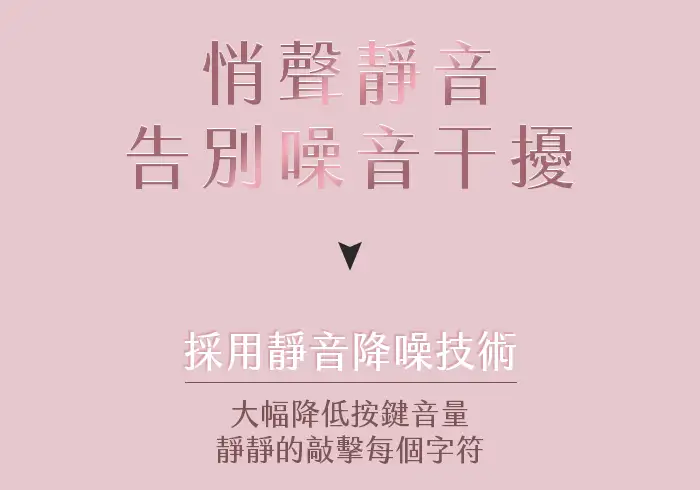 悄聲靜音
告別噪音干擾
採用靜音降噪技術
大幅降低按鍵音量
靜靜的敲擊每個字符